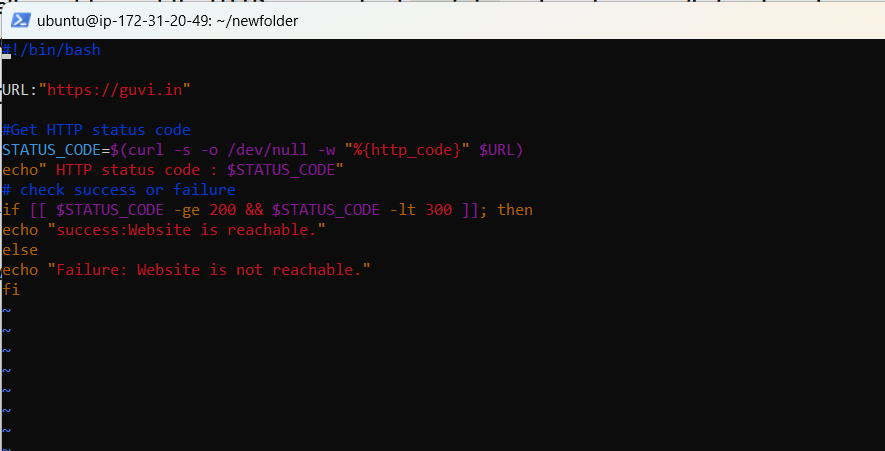 ubuntu@ip-172-31-20-49: ~/newfolder
#!/bin/bash
URL:"https://guvi.in"
#Get HTTP status code
STATUS_CODE=$(curl -s -o /dev/null -w "%{http_code}" $URL)
echo" HTTP status code : $STATUS_CODE"
# check success or failure
if [[ $STATUS_CODE -ge 200 && $STATUS_CODE -lt 300 ]]; then
echo "success:Website is reachable."
else
echo "Failure: Website is not reachable."
fi
~
~
~
~
~
~
~
~